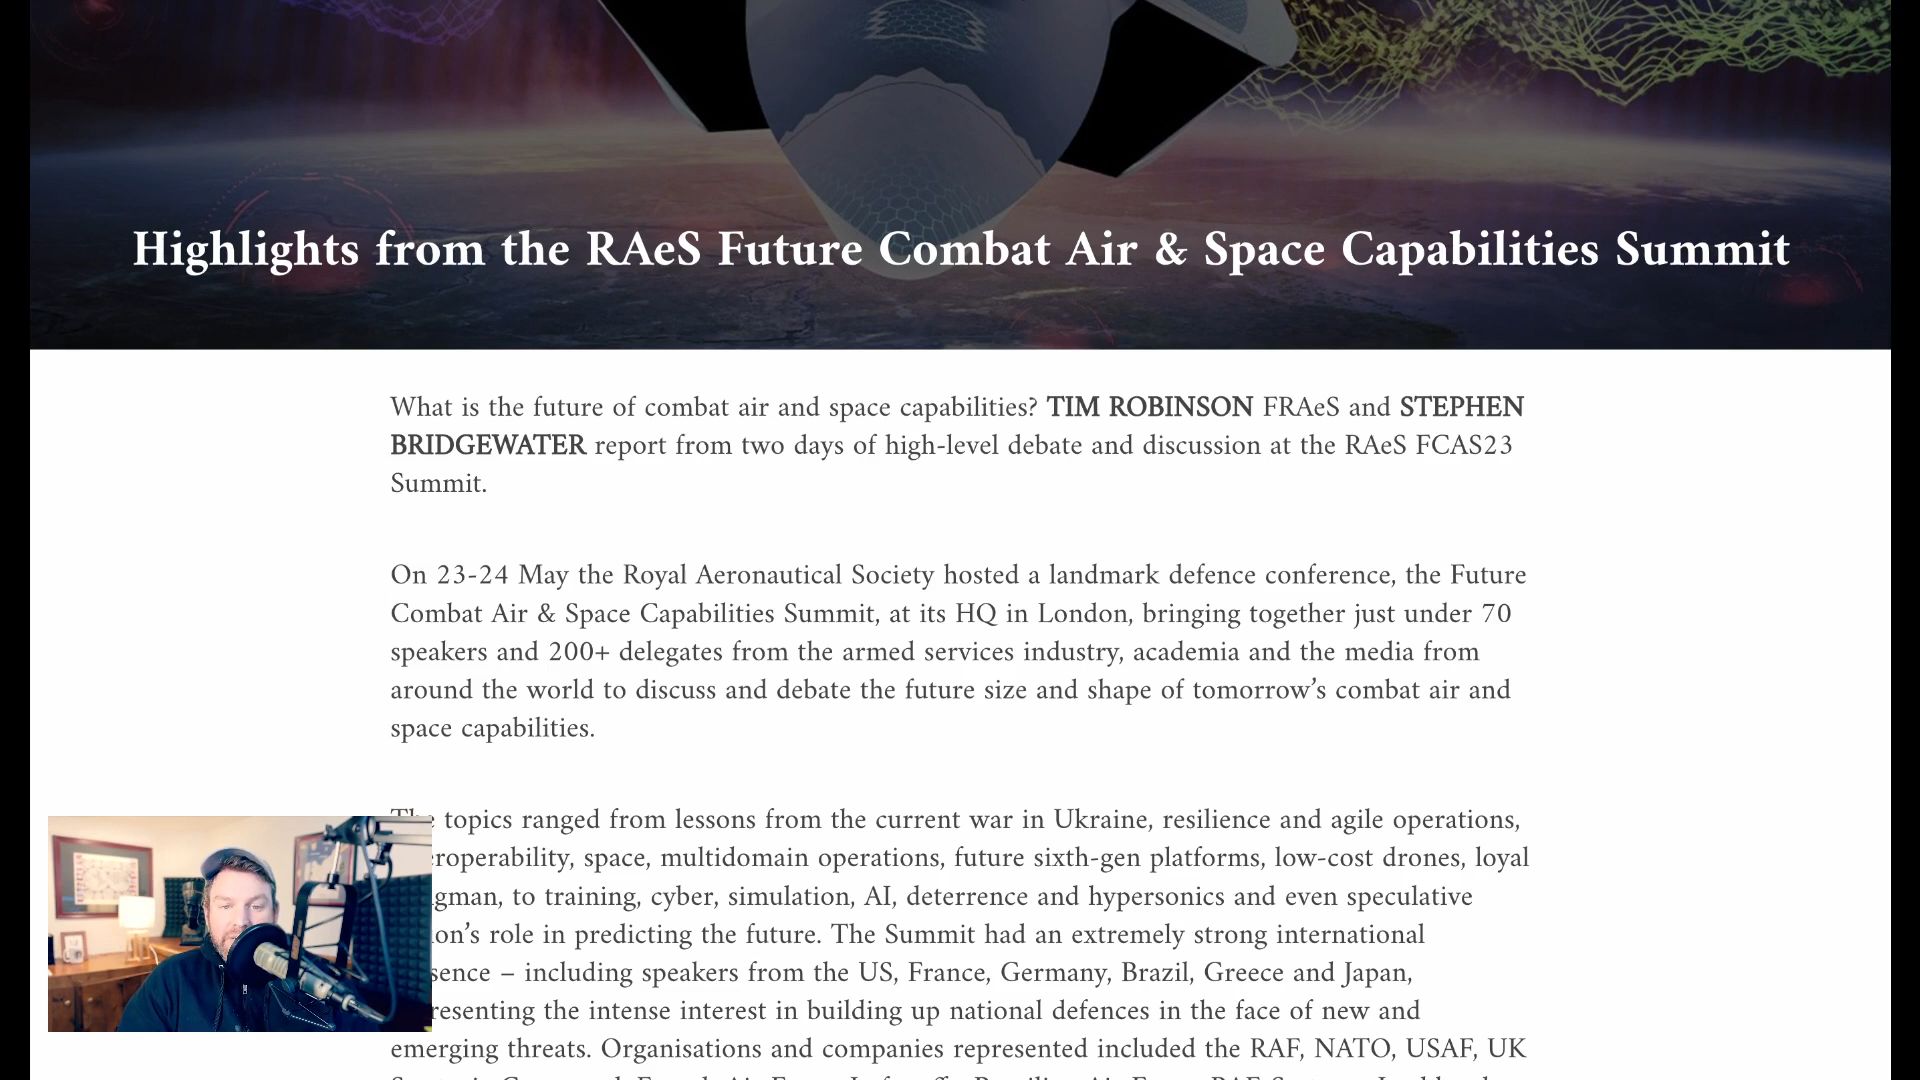 Highlights from the RAeS Future Combat Air & Space Capabilities Summit
What is the future of combat air and space capabilities? TIM ROBINSON FRAeS and STEPHEN
BRIDGEWATER report from two days of high-level debate and discussion at the RAeS FCAS23
Summit.
On 23-24 May the Royal Aeronautical Society hosted a landmark defence conference, the Future
Combat Air & Space Capabilities Summit, at its HQ in London, bringing together just under 70
speakers and 200+ delegates from the armed services industry, academia and the media from
around the world to discuss and debate the future size and shape of tomorrow’s combat air and
space capabilities.
The topics ranged from lessons from the current war in Ukraine, resilience and agile operations,
eroperability, space, multidomain operations, future sixth-gen platforms, low-cost drones, loyal
gman, to training, cyber, simulation, AI, deterrence and hypersonics and even speculative
on’s role in predicting the future. The Summit had an extremely strong international
sence – including speakers from the US, France, Germany, Brazil, Greece and Japan,
resenting the intense interest in building up national defences in the face of new and
emerging threats. Organisations and companies represented included the RAF, NATO, USAF, UK